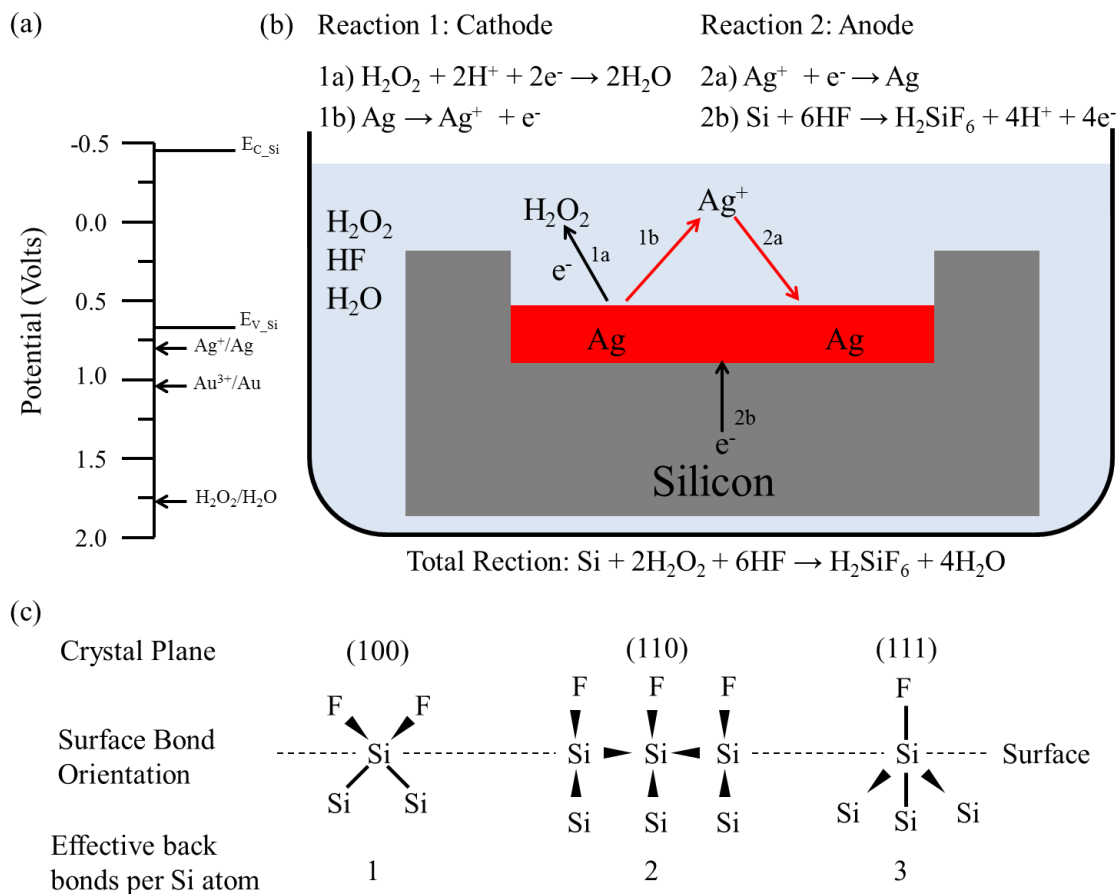 (a)
(b)
Reaction 1: Cathode
Reaction 2: Anode
1a) H₂O₂ + 2H⁺ + 2e⁻ → 2H₂O
2a) Ag⁺ + e⁻ → Ag
1b) Ag → Ag⁺ + e⁻
2b) Si + 6HF → H₂SiF₆ + 4H⁺ + 4e⁻
Potential (Volts)
-0.5
0.0
0.5
1.0
1.5
2.0
E_C_Si
E_V_Si
Ag⁺/Ag
Au³⁺/Au
H₂O₂/H₂O
H₂O₂
HF
H₂O
H₂O₂
Ag⁺
1a
1b
2a
e⁻
Ag
Ag
2b
e⁻
Silicon
Total Rection: Si + 2H₂O₂ + 6HF → H₂SiF₆ + 4H₂O
(c)
Crystal Plane
(100)
(110)
(111)
F F
F F F
F
Surface Bond
Orientation
Si
Si Si Si
Si
Surface
Si Si
Si Si Si
Si Si Si
Effective back
bonds per Si atom
1
2
3